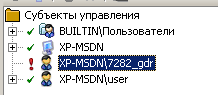 Субъекты управления
BUILTIN\Пользователи
XP-MSDN
XP-MSDN\7282_gdr
XP-MSDN\user